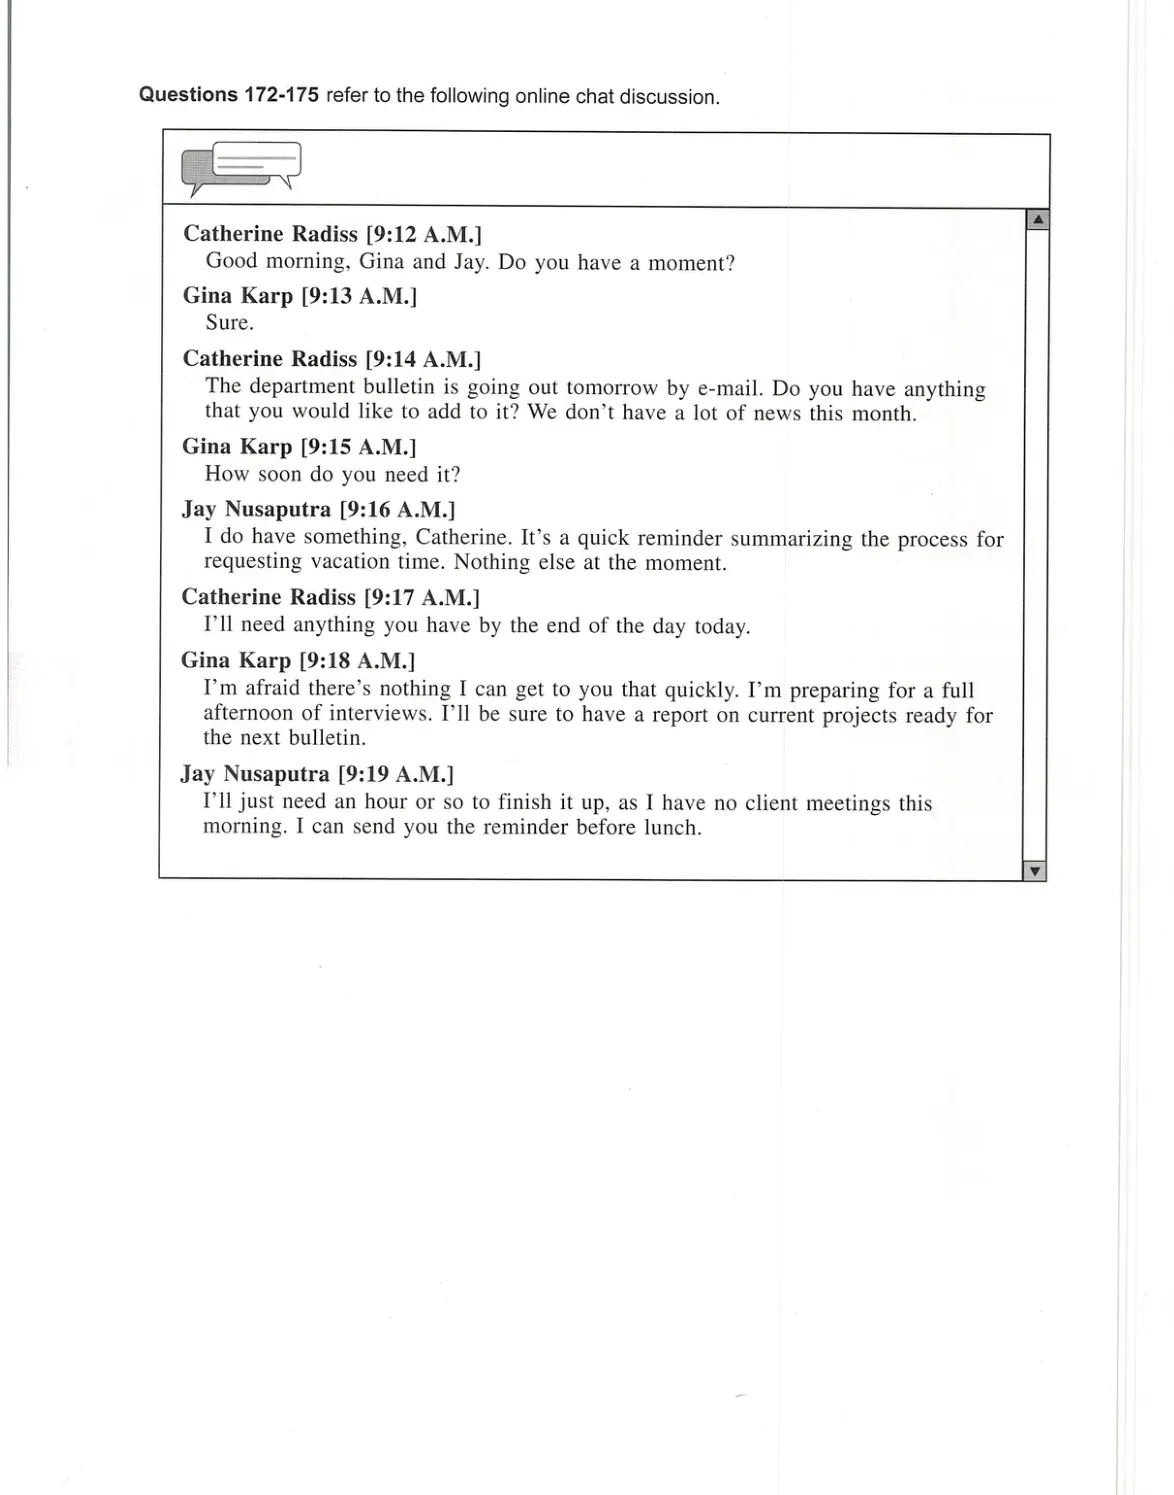 Questions 172-175 refer to the following online chat discussion.
Catherine Radiss [9:12 A.M.]
Good morning, Gina and Jay. Do you have a moment?
Gina Karp [9:13 A.M.]
Sure.
Catherine Radiss [9:14 A.M.]
The department bulletin is going out tomorrow by e-mail. Do you have anything
that you would like to add to it? We don't have a lot of news this month.
Gina Karp [9:15 A.M.]
How soon do you need it?
Jay Nusaputra [9:16 A.M.]
I do have something, Catherine. It's a quick reminder summarizing the process for
requesting vacation time. Nothing else at the moment.
Catherine Radiss [9:17 A.M.]
I'll need anything you have by the end of the day today.
Gina Karp [9:18 A.M.]
I'm afraid there's nothing I can get to you that quickly. I'm preparing for a full
afternoon of interviews. I'll be sure to have a report on current projects ready for
the next bulletin.
Jay Nusaputra [9:19 A.M.]
I'll just need an hour or so to finish it up, as I have no client meetings this
morning. I can send you the reminder before lunch.